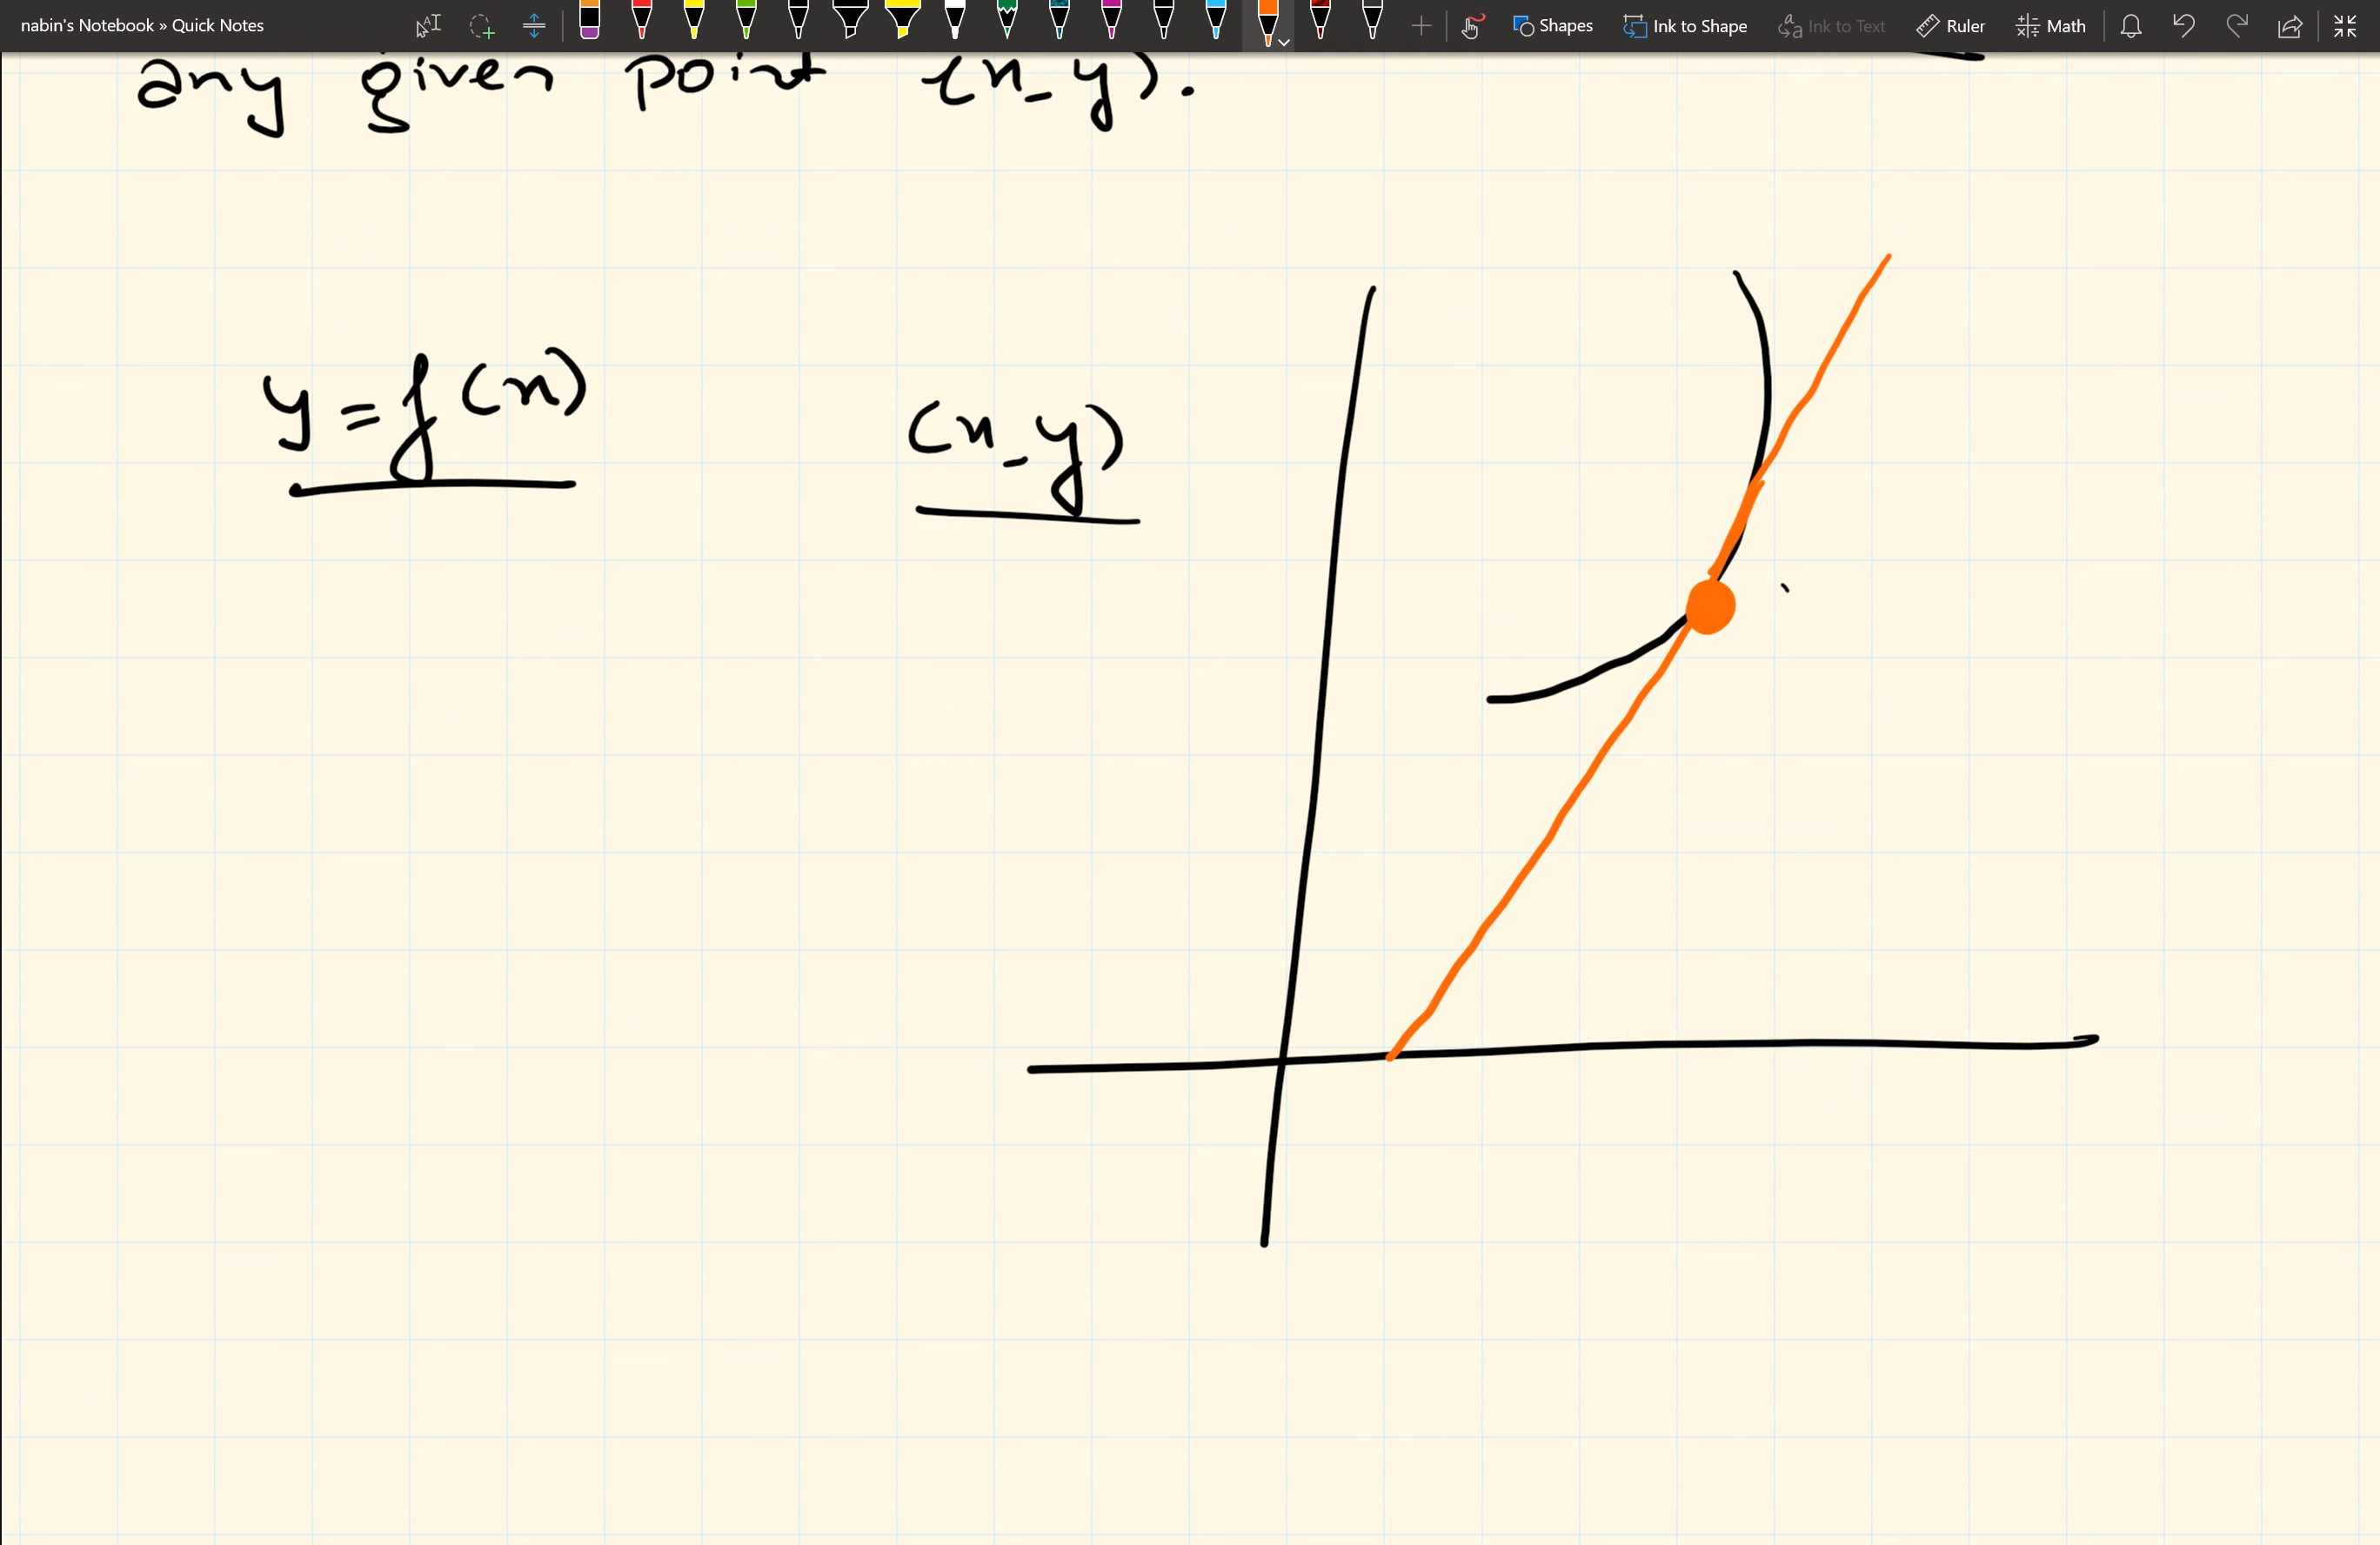 nabin's Notebook » Quick Notes
Shapes
Ink to Shape
Ink to Text
Ruler
Math
any given point (x, y).
y = f(x)
(x, y)